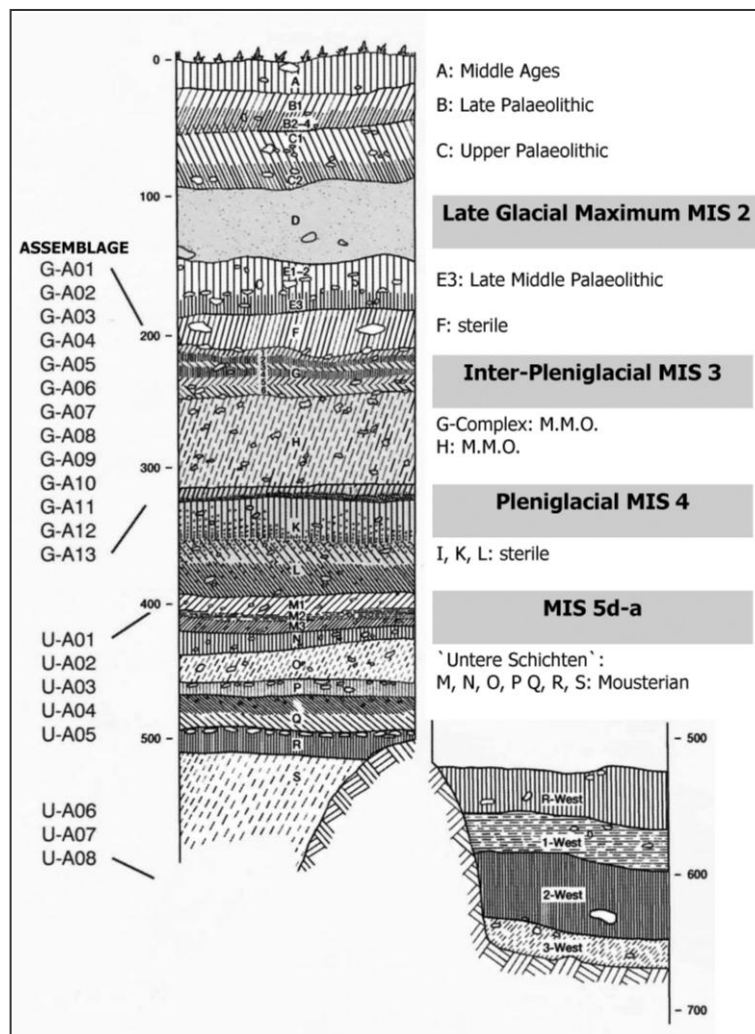 0
A
B1
B2-4
C1
C2
100
D
E1-2
E3
200
F
G
H
300
K
L
400
M1
M2
M3
N
O
P
Q
500
R
S
ASSEMBLAGE
G-A01
G-A02
G-A03
G-A04
G-A05
G-A06
G-A07
G-A08
G-A09
G-A10
G-A11
G-A12
G-A13
U-A01
U-A02
U-A03
U-A04
U-A05
U-A06
U-A07
U-A08
A: Middle Ages
B: Late Palaeolithic
C: Upper Palaeolithic
Late Glacial Maximum MIS 2
E3: Late Middle Palaeolithic
F: sterile
Inter-Pleniglacial MIS 3
G-Complex: M.M.O.
H: M.M.O.
Pleniglacial MIS 4
I, K, L: sterile
MIS 5d-a
`Untere Schichten`:
M, N, O, P Q, R, S: Mousterian
500
R-West
1-West
600
2-West
3-West
700